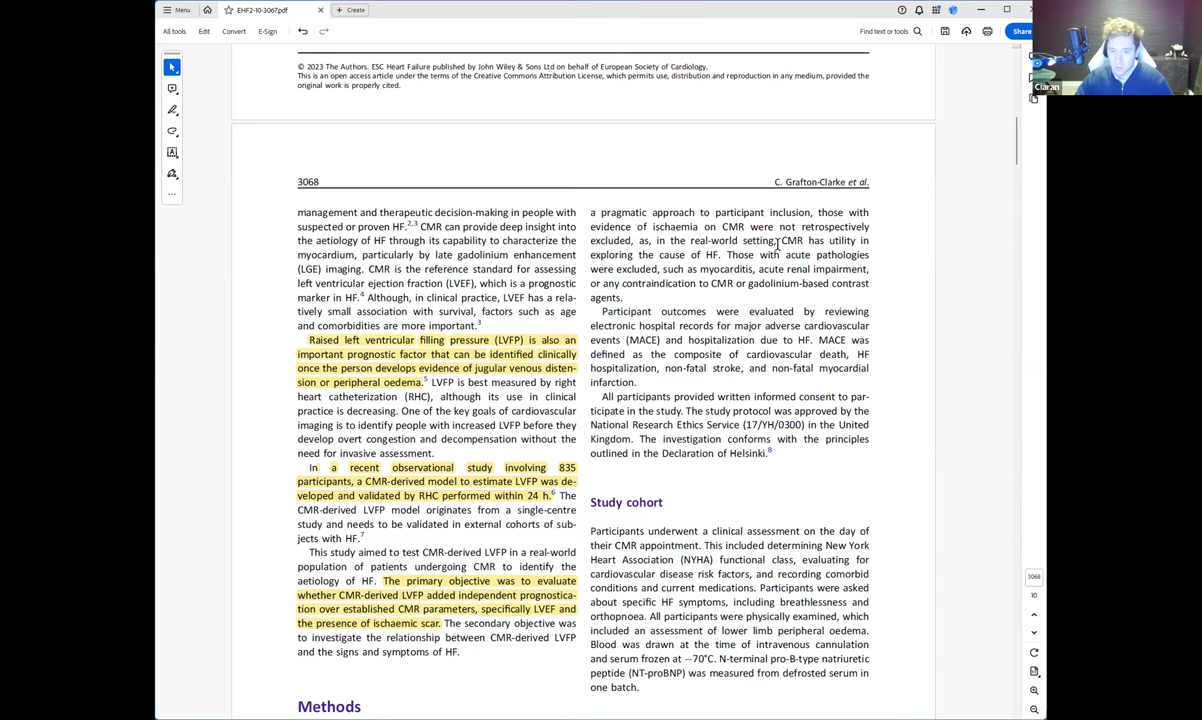 Menu
EHF2-10-3067.pdf
Create
All tools
Edit
Convert
E-Sign
Find text or tools
Share
Ciaran
© 2023 The Authors. ESC Heart Failure published by John Wiley & Sons Ltd on behalf of European Society of Cardiology.
This is an open access article under the terms of the Creative Commons Attribution License, which permits use, distribution and reproduction in any medium, provided the
original work is properly cited.
3068
C. Grafton-Clarke et al.
management and therapeutic decision-making in people with
suspected or proven HF.2,3 CMR can provide deep insight into
the aetiology of HF through its capability to characterize the
myocardium, particularly by late gadolinium enhancement
(LGE) imaging. CMR is the reference standard for assessing
left ventricular ejection fraction (LVEF), which is a prognostic
marker in HF.4 Although, in clinical practice, LVEF has a rela-
tively small association with survival, factors such as age
and comorbidities are more important.3
Raised left ventricular filling pressure (LVFP) is also an
important prognostic factor that can be identified clinically
once the person develops evidence of jugular venous disten-
sion or peripheral oedema.5 LVFP is best measured by right
heart catheterization (RHC), although its use in clinical
practice is decreasing. One of the key goals of cardiovascular
imaging is to identify people with increased LVFP before they
develop overt congestion and decompensation without the
need for invasive assessment.
In a recent observational study involving 835
participants, a CMR-derived model to estimate LVFP was de-
veloped and validated by RHC performed within 24 h.6 The
CMR-derived LVFP model originates from a single-centre
study and needs to be validated in external cohorts of sub-
jects with HF.7
This study aimed to test CMR-derived LVFP in a real-world
population of patients undergoing CMR to identify the
aetiology of HF. The primary objective was to evaluate
whether CMR-derived LVFP added independent prognostica-
tion over established CMR parameters, specifically LVEF and
the presence of ischaemic scar. The secondary objective was
to investigate the relationship between CMR-derived LVFP
and the signs and symptoms of HF.
Methods
a pragmatic approach to participant inclusion, those with
evidence of ischaemia on CMR were not retrospectively
excluded, as, in the real-world setting, CMR has utility in
exploring the cause of HF. Those with acute pathologies
were excluded, such as myocarditis, acute renal impairment,
or any contraindication to CMR or gadolinium-based contrast
agents.
Participant outcomes were evaluated by reviewing
electronic hospital records for major adverse cardiovascular
events (MACE) and hospitalization due to HF. MACE was
defined as the composite of cardiovascular death, HF
hospitalization, non-fatal stroke, and non-fatal myocardial
infarction.
All participants provided written informed consent to par-
ticipate in the study. The study protocol was approved by the
National Research Ethics Service (17/YH/0300) in the United
Kingdom. The investigation conforms with the principles
outlined in the Declaration of Helsinki.8
Study cohort
Participants underwent a clinical assessment on the day of
their CMR appointment. This included determining New York
Heart Association (NYHA) functional class, evaluating for
cardiovascular disease risk factors, and recording comorbid
conditions and current medications. Participants were asked
about specific HF symptoms, including breathlessness and
orthopnoea. All participants were physically examined, which
included an assessment of lower limb peripheral oedema.
Blood was drawn at the time of intravenous cannulation
and serum frozen at −70°C. N-terminal pro-B-type natriuretic
peptide (NT-proBNP) was measured from defrosted serum in
one batch.
3068
10